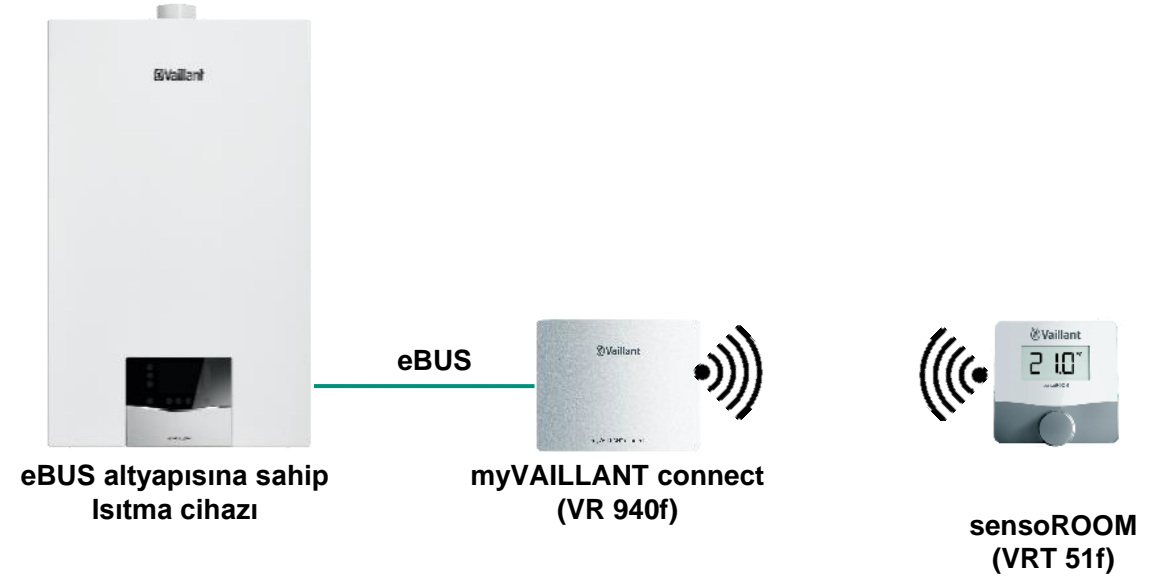 Vaillant
eBUS
Vaillant
Vaillant
21.0°C
eBUS altyapısına sahip
Isıtma cihazı
myVAILLANT connect
(VR 940f)
sensoROOM
(VRT 51f)